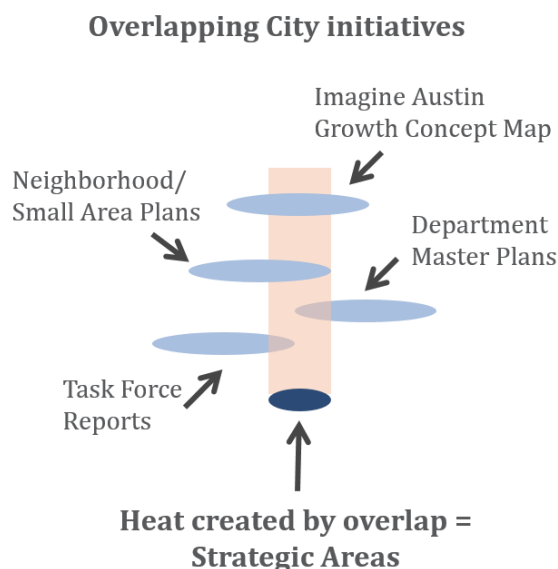 Overlapping City initiatives
Imagine Austin
Growth Concept Map
Neighborhood/
Small Area Plans
Department
Master Plans
Task Force
Reports
Heat created by overlap =
Strategic Areas